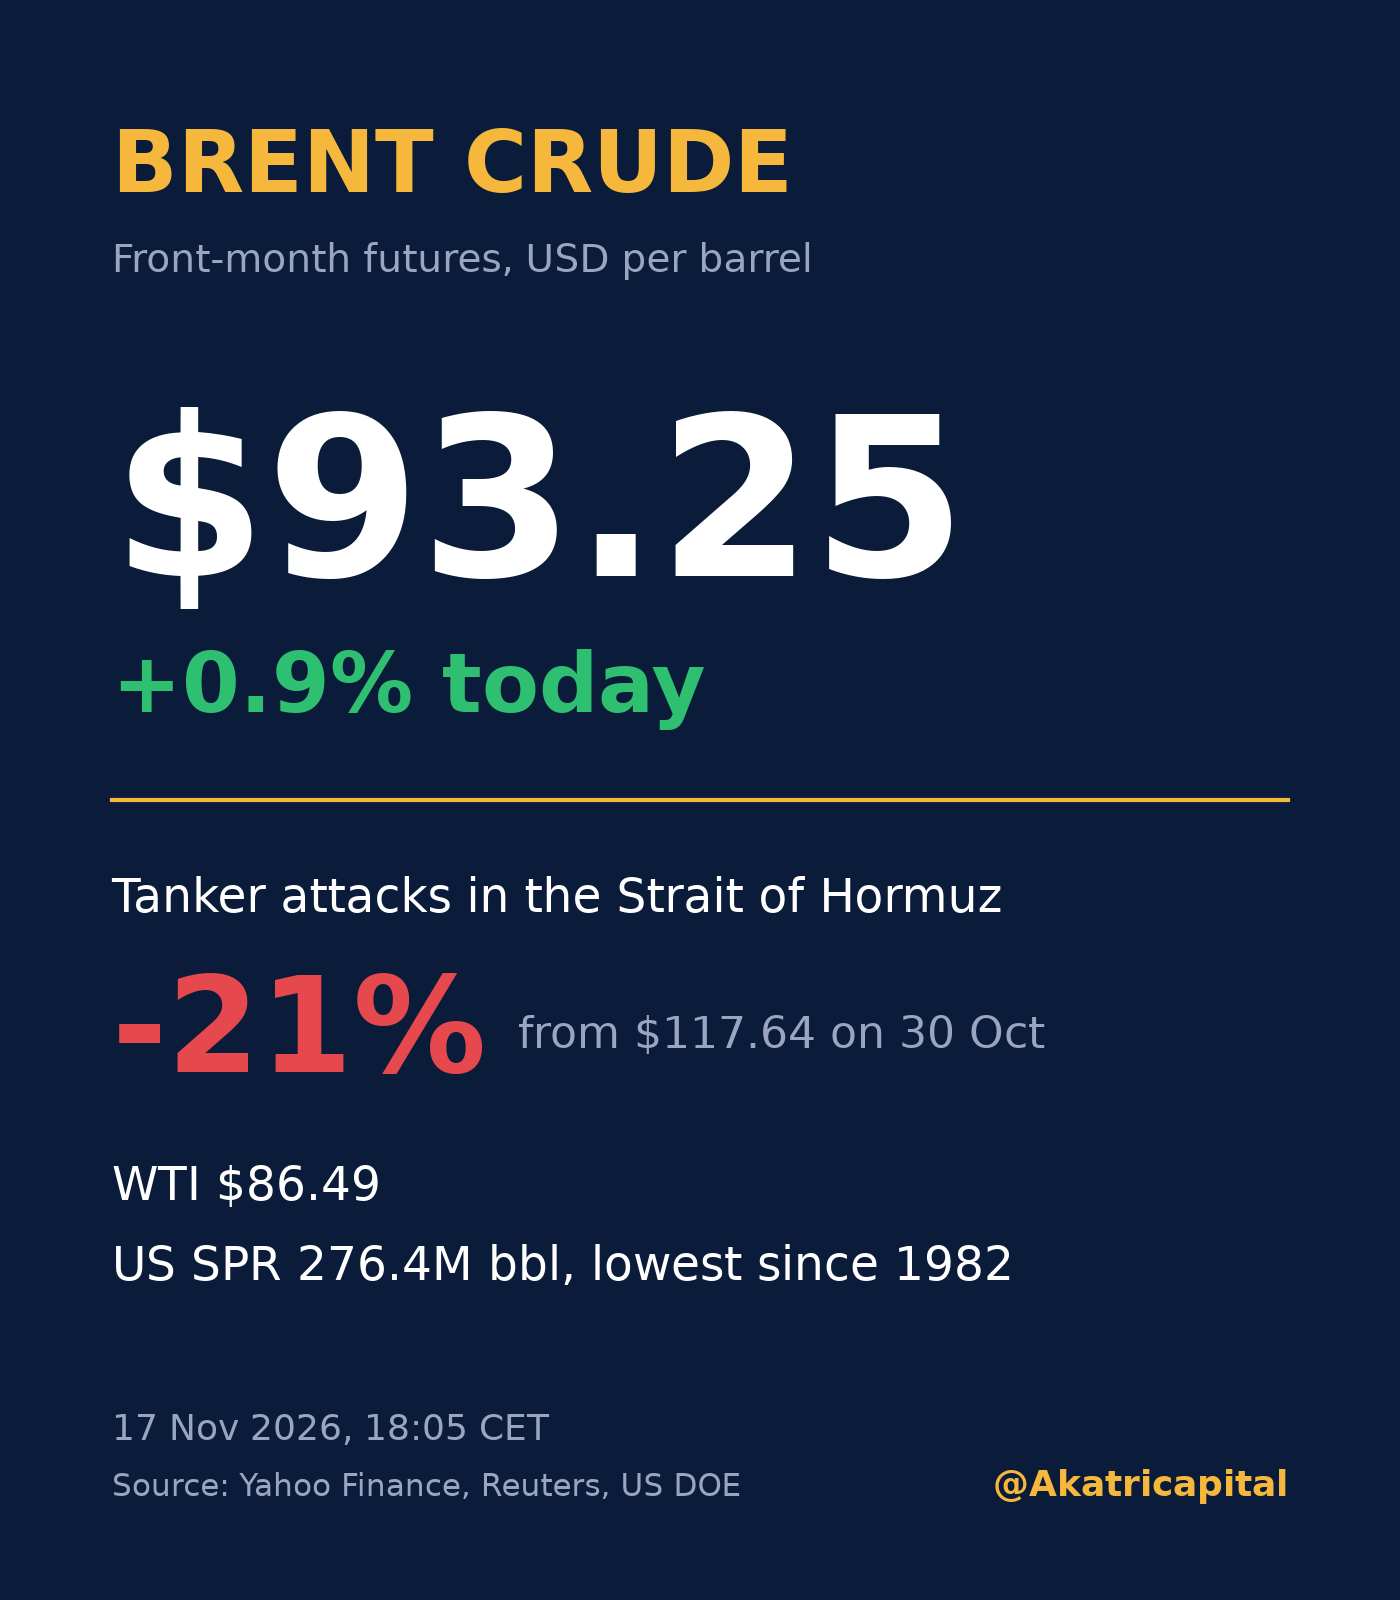 BRENT CRUDE
Front-month futures, USD per barrel
$93.25
+0.9% today
Tanker attacks in the Strait of Hormuz
-21% from $117.64 on 30 Oct
WTI $86.49
US SPR 276.4M bbl, lowest since 1982
17 Nov 2026, 18:05 CET
Source: Yahoo Finance, Reuters, US DOE
@Akatricapital